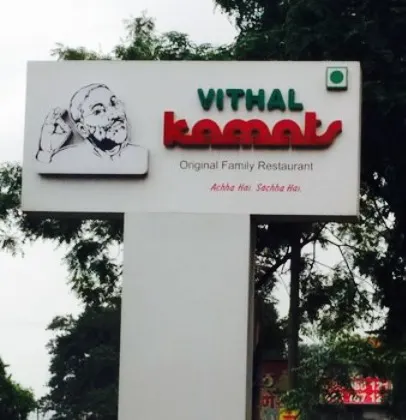 VITHAL
kamats
Original Family Restaurant
Achha Hai. Sachha Hai.